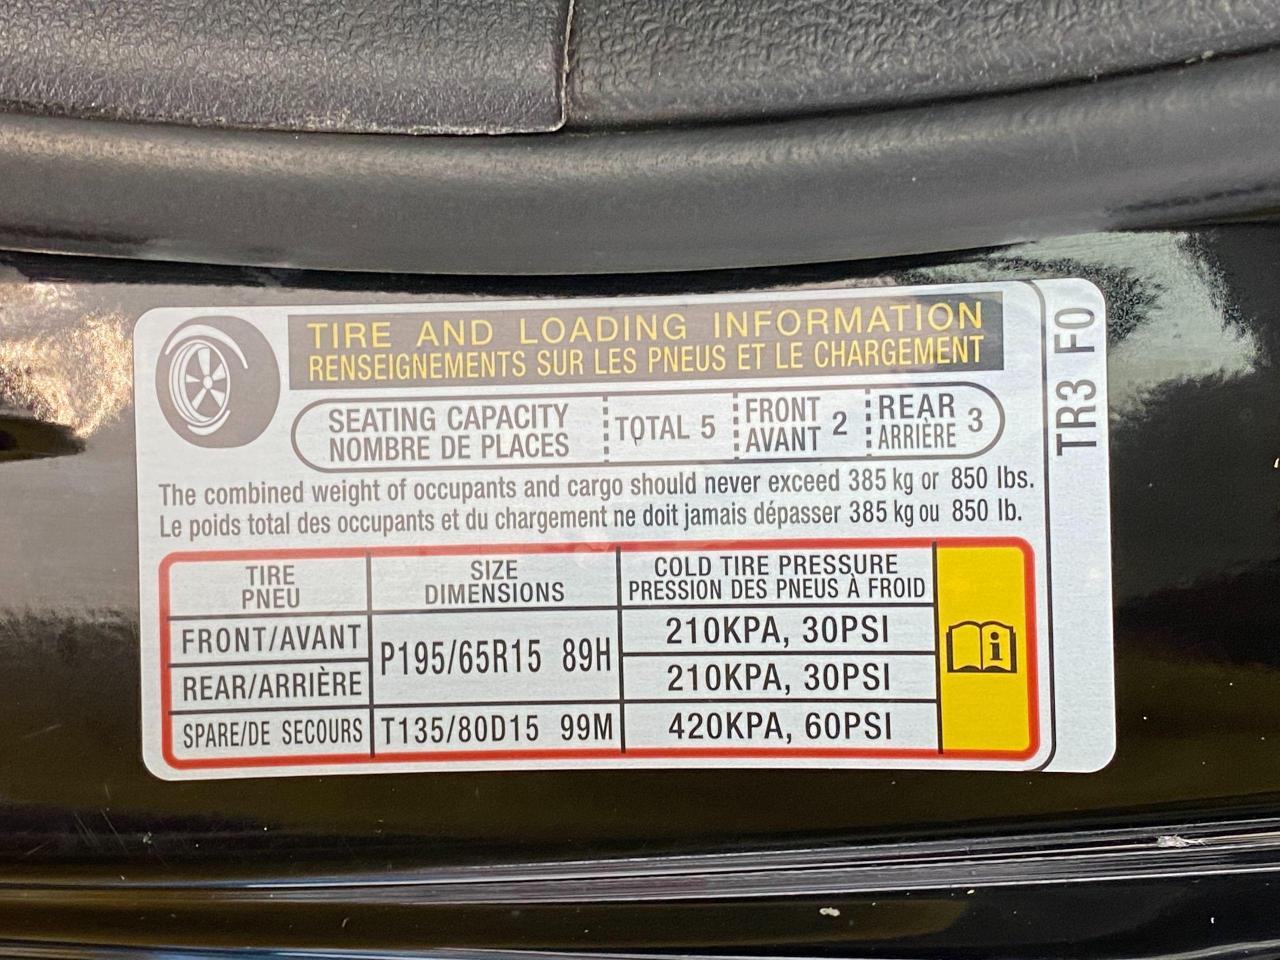 TIRE AND LOADING INFORMATION
RENSEIGNEMENTS SUR LES PNEUS ET LE CHARGEMENT
SEATING CAPACITY
NOMBRE DE PLACES
TOTAL 5
FRONT
AVANT
2
REAR
ARRIÈRE
3
The combined weight of occupants and cargo should never exceed 385 kg or 850 lbs.
Le poids total des occupants et du chargement ne doit jamais dépasser 385 kg ou 850 lb.
TIRE
PNEU
SIZE
DIMENSIONS
COLD TIRE PRESSURE
PRESSION DES PNEUS À FROID
FRONT/AVANT
P195/65R15 89H
210KPA, 30PSI
REAR/ARRIÈRE
210KPA, 30PSI
SPARE/DE SECOURS
T135/80D15 99M
420KPA, 60PSI
i
TR3 F0